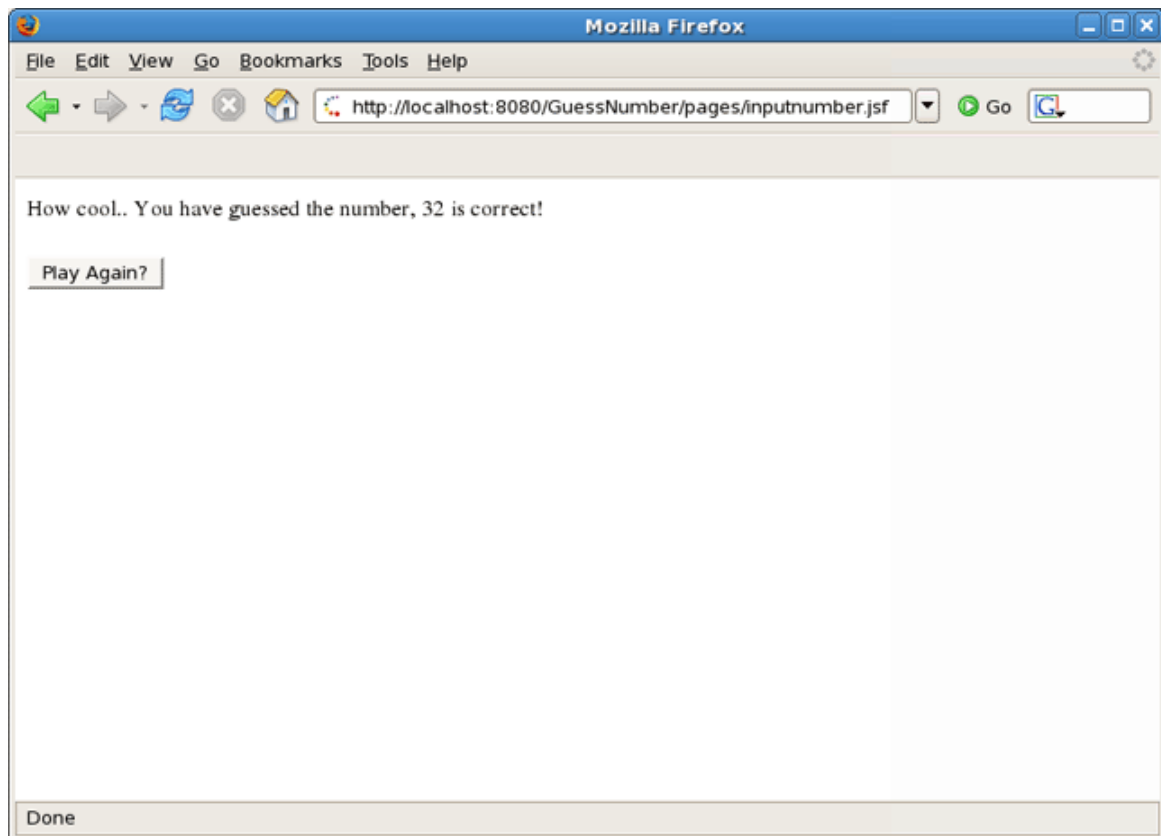 Mozilla Firefox
File Edit View Go Bookmarks Tools Help
http://localhost:8080/GuessNumber/pages/inputnumber.jsf Go G
How cool.. You have guessed the number, 32 is correct!
Play Again?
Done